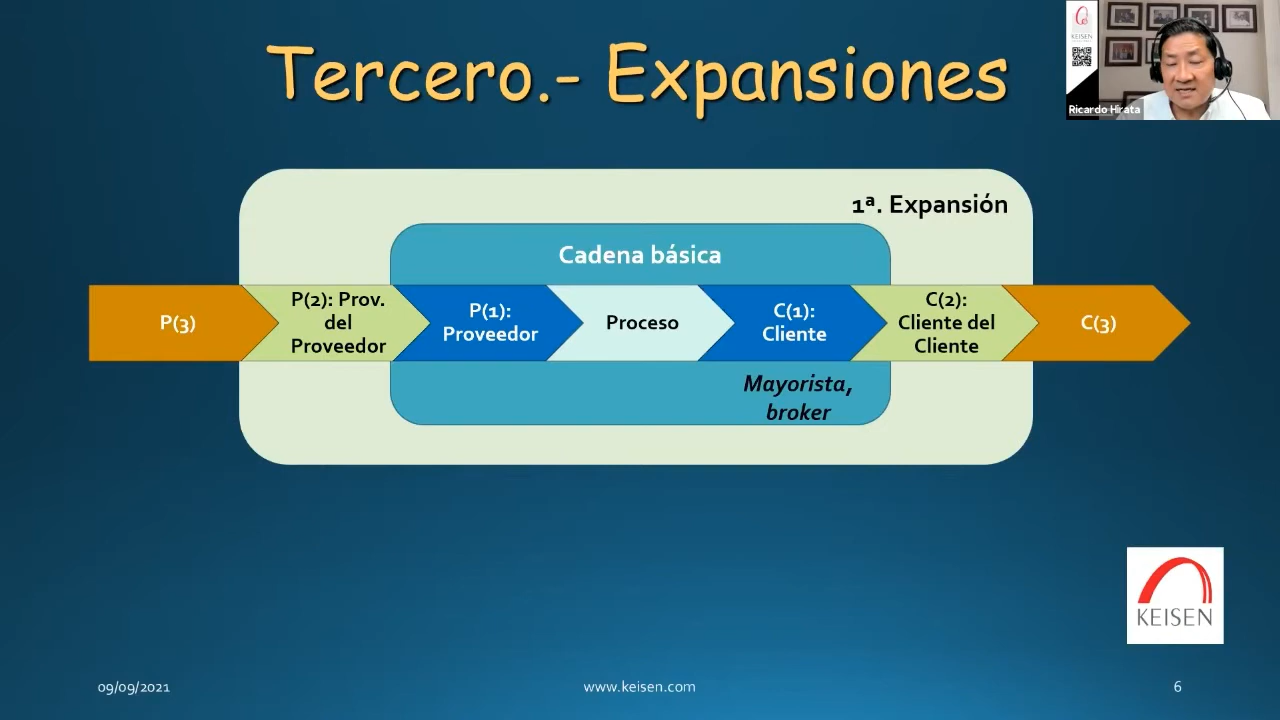 Tercero.- Expansiones
KEISEN
Ricardo Hirata
1ª. Expansión
Cadena básica
P(3)
P(2): Prov.
del
Proveedor
P(1):
Proveedor
Proceso
C(1):
Cliente
C(2):
Cliente del
Cliente
C(3)
Mayorista,
broker
KEISEN
09/09/2021
www.keisen.com
6